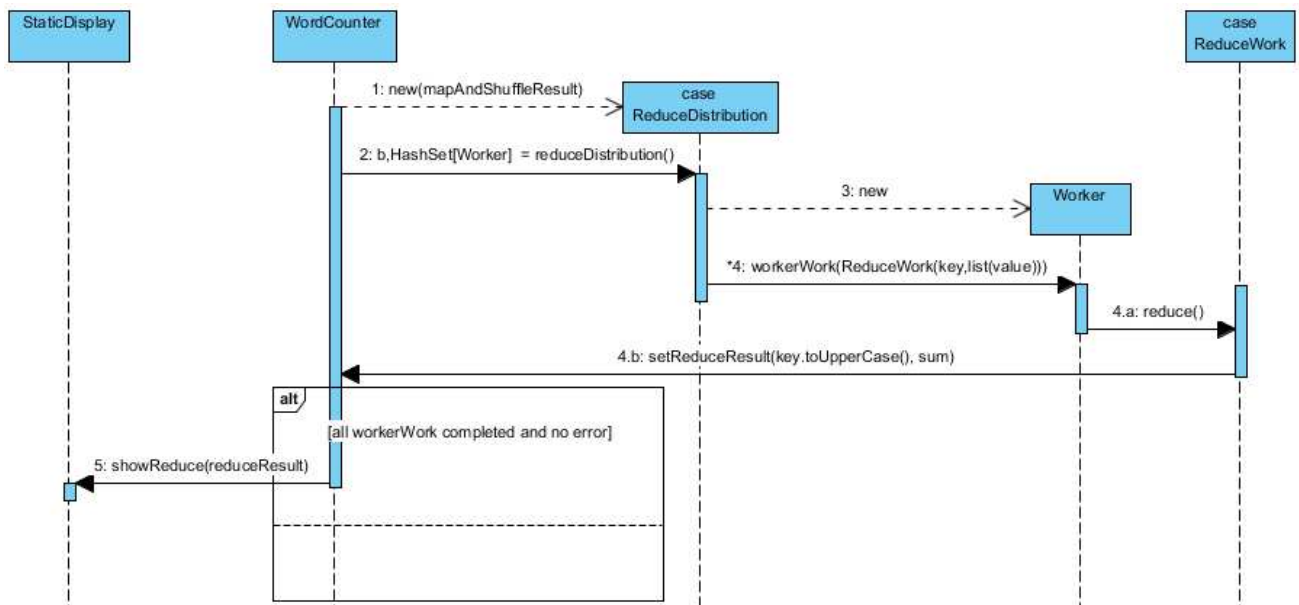 StaticDisplay
WordCounter
case
ReduceWork
1: new(mapAndShuffleResult)
case
ReduceDistribution
2: b,HashSet[Worker] = reduceDistribution()
3: new
Worker
*4: workerWork(ReduceWork(key,list(value)))
4.a: reduce()
4.b: setReduceResult(key.toUpperCase(), sum)
alt
[all workerWork completed and no error]
5: showReduce(reduceResult)